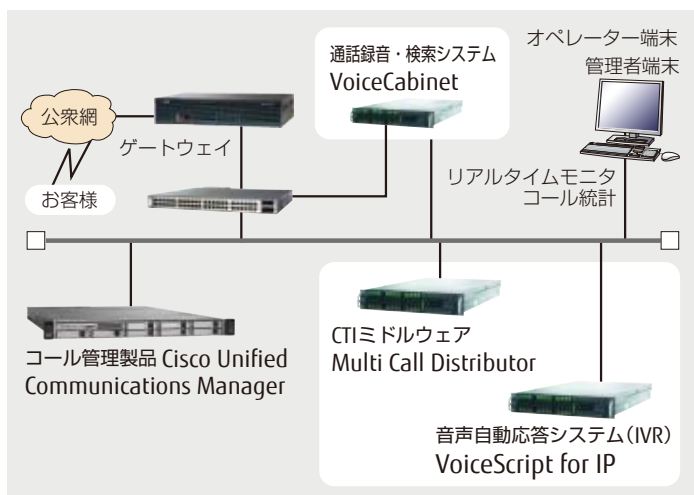 通話録音・検索システム
VoiceCabinet
オペレーター端末
管理者端末
公衆網
ゲートウェイ
お客様
リアルタイムモニタ
コール統計
コール管理製品 Cisco Unified
Communications Manager
CTIミドルウェア
Multi Call Distributor
音声自動応答システム(IVR)
VoiceScript for IP